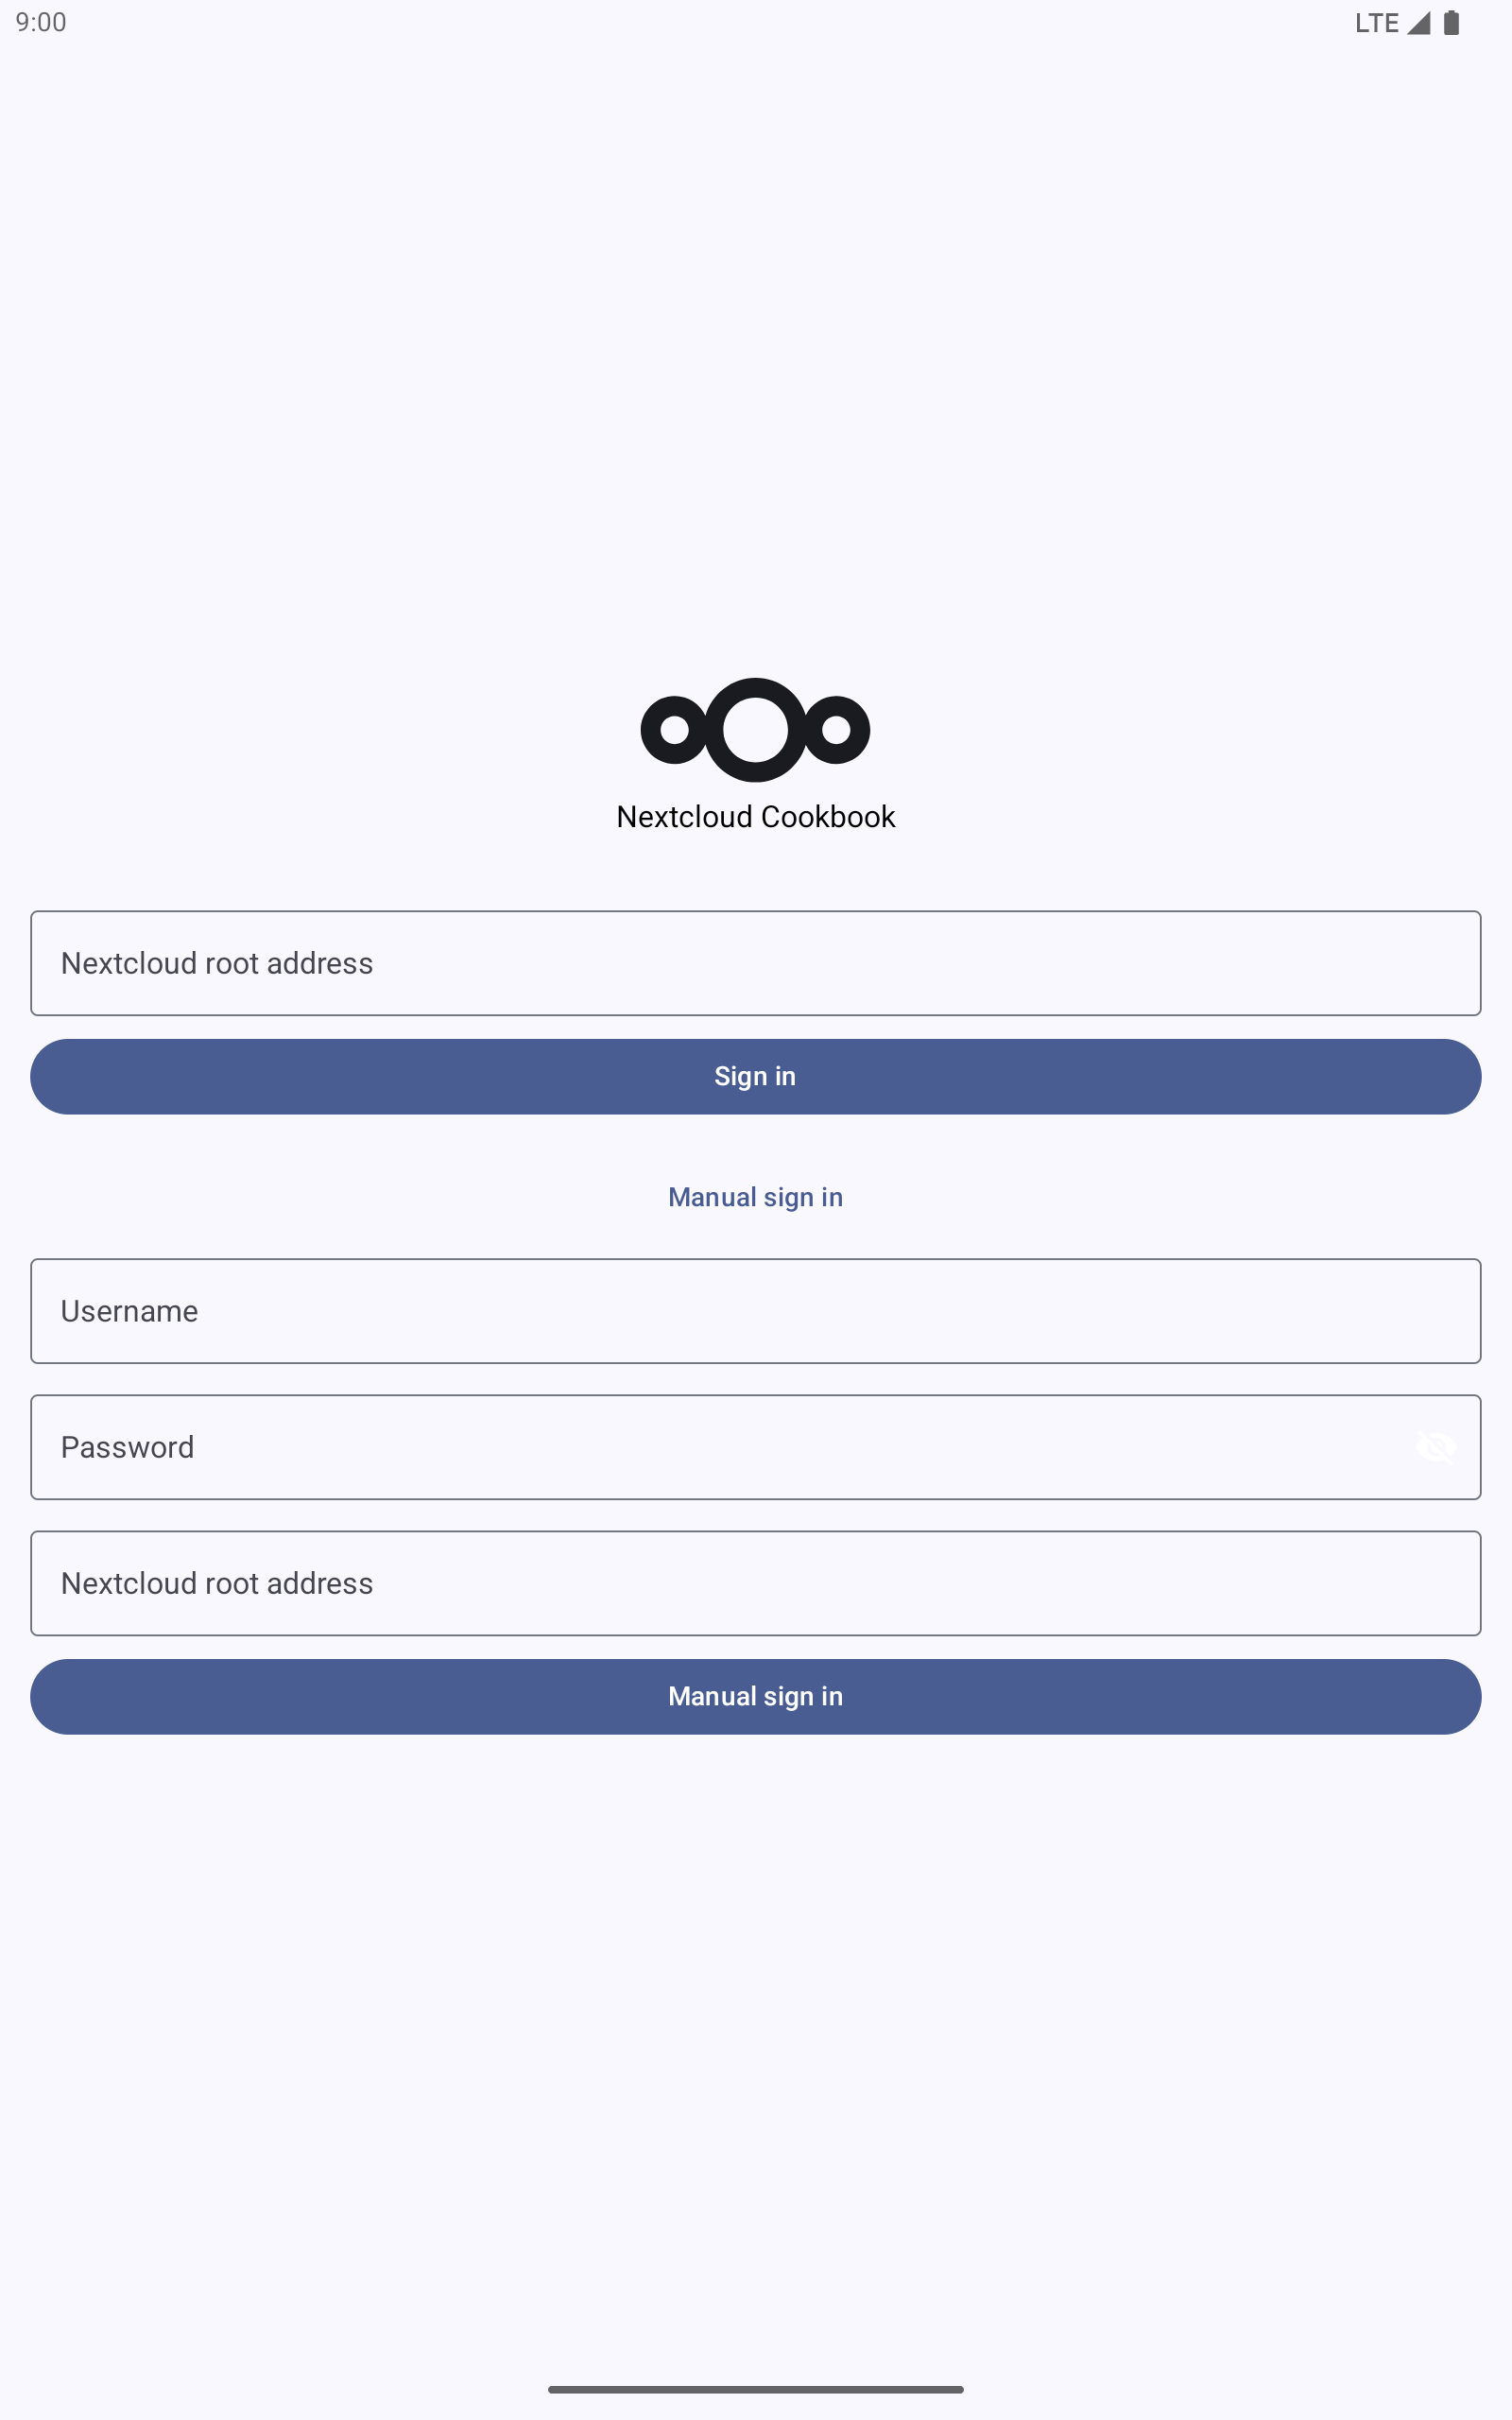 9:00
LTE
Nextcloud Cookbook
Nextcloud root address
Sign in
Manual sign in
Username
Password
Nextcloud root address
Manual sign in